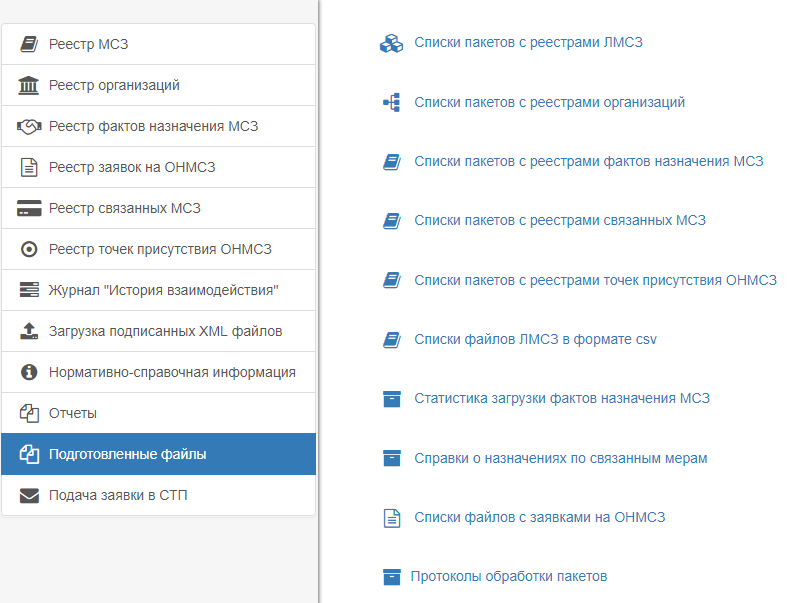 Реестр МСЗ
Реестр организаций
Реестр фактов назначения МСЗ
Реестр заявок на ОНМСЗ
Реестр связанных МСЗ
Реестр точек присутствия ОНМСЗ
Журнал "История взаимодействия"
Загрузка подписанных XML файлов
Нормативно-справочная информация
Отчеты
Подготовленные файлы
Подача заявки в СТП
Списки пакетов с реестрами ЛМСЗ
Списки пакетов с реестрами организаций
Списки пакетов с реестрами фактов назначения МСЗ
Списки пакетов с реестрами связанных МСЗ
Списки пакетов с реестрами точек присутствия ОНМСЗ
Списки файлов ЛМСЗ в формате csv
Статистика загрузки фактов назначения МСЗ
Справки о назначениях по связанным мерам
Списки файлов с заявками на ОНМСЗ
Протоколы обработки пакетов